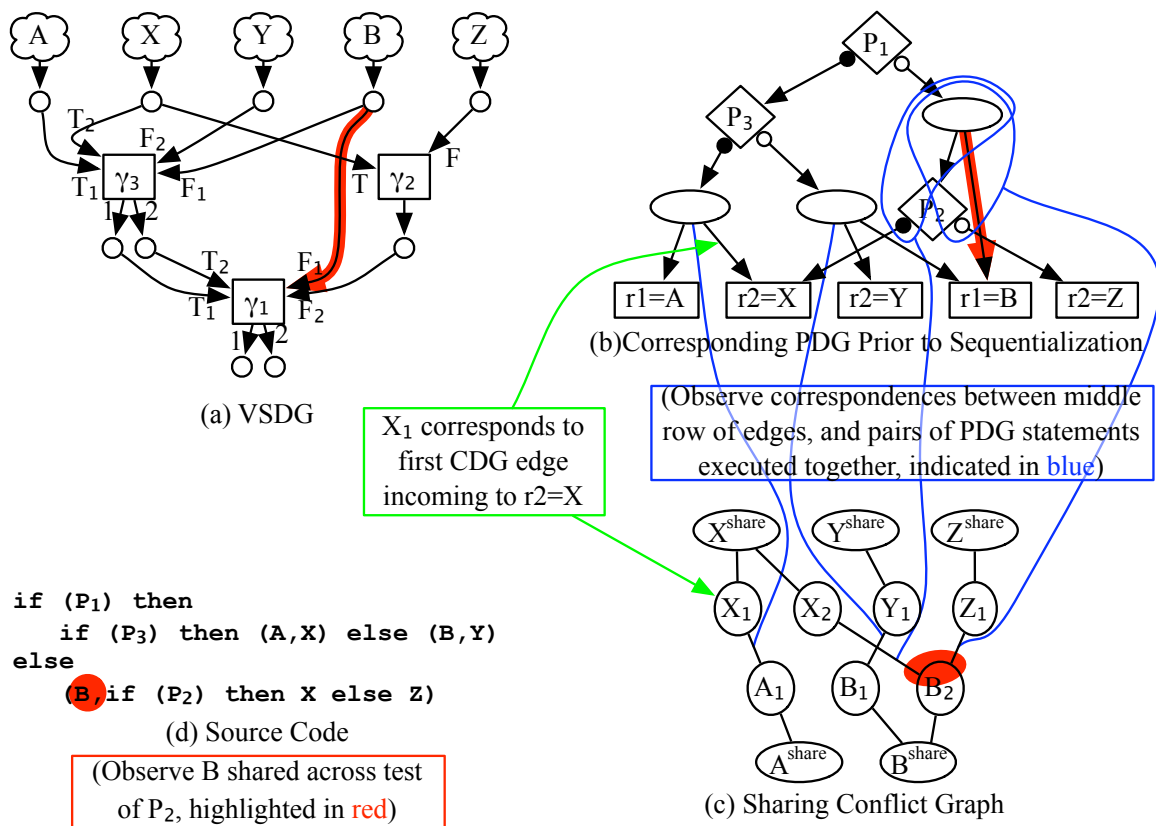 A X Y B Z
T₂ F₂ F
T₁ γ₃ F₁ T γ₂
1 2
T₂ F₁
T₁ γ₁ F₂
1 2
(a) VSDG
P₁
P₃
P₂
r1=A r2=X r2=Y r1=B r2=Z
(b)Corresponding PDG Prior to Sequentialization
X₁ corresponds to
first CDG edge
incoming to r2=X
(Observe correspondences between middle
row of edges, and pairs of PDG statements
executed together, indicated in blue)
Xshare Yshare Zshare
X₁ X₂ Y₁ Z₁
A₁ B₁ B₂
Ashare Bshare
(c) Sharing Conflict Graph
if (P₁) then
if (P₃) then (A,X) else (B,Y)
else
(B,if (P₂) then X else Z)
(d) Source Code
(Observe B shared across test
of P₂, highlighted in red)